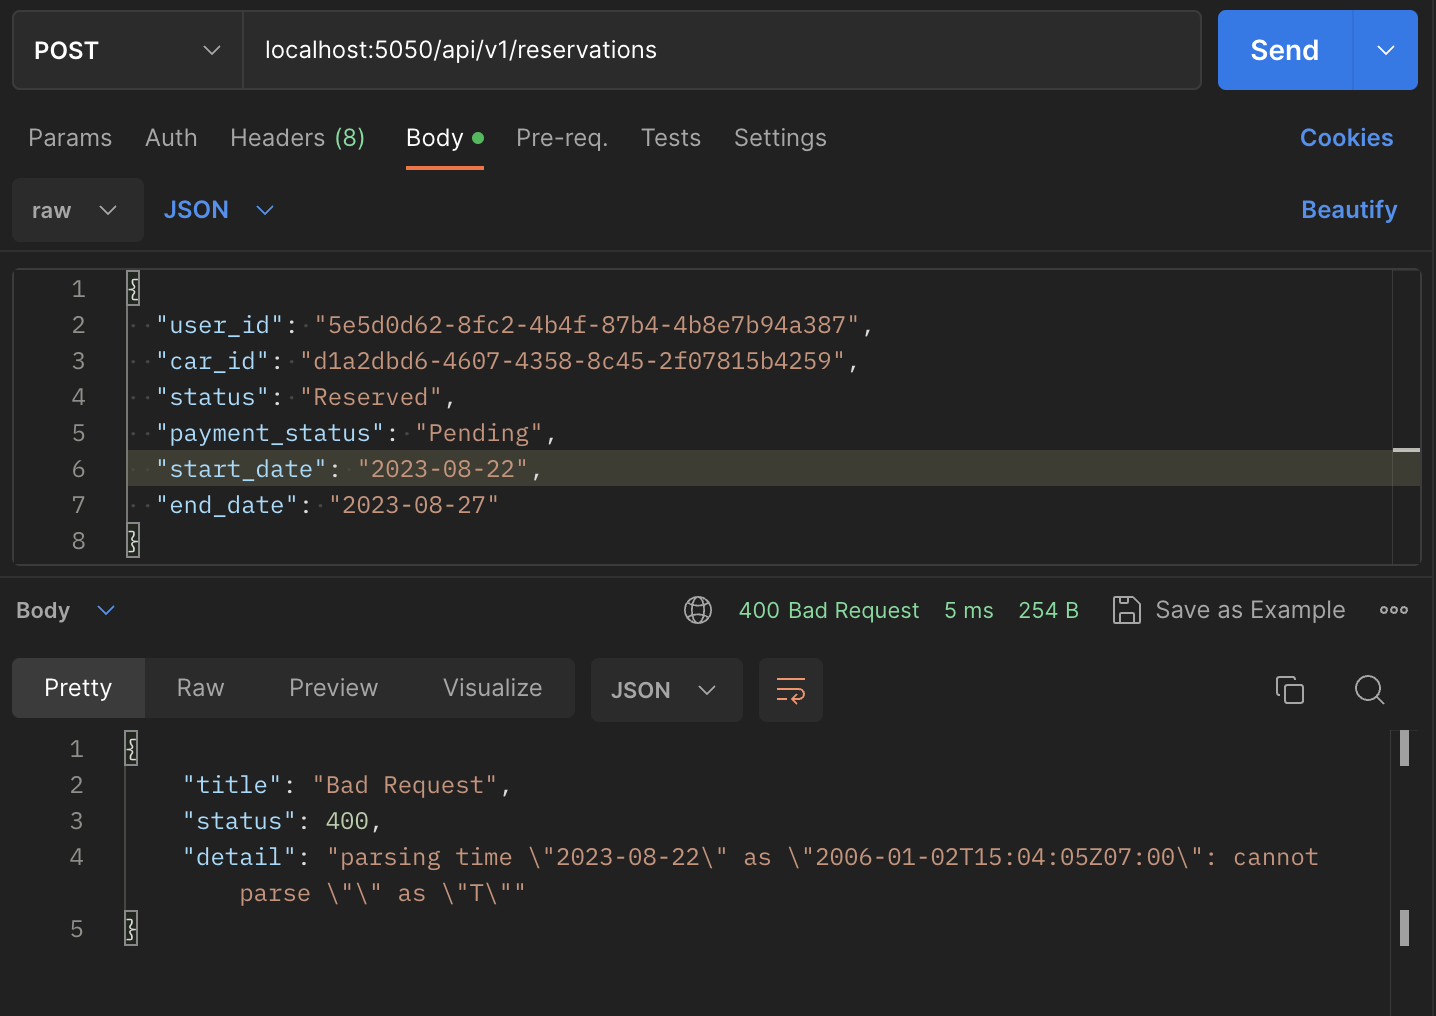 POST
localhost:5050/api/v1/reservations
Send
Params Auth Headers (8) Body Pre-req. Tests Settings Cookies
raw JSON Beautify
1 {
2 "user_id": "5e5d0d62-8fc2-4b4f-87b4-4b8e7b94a387",
3 "car_id": "d1a2dbd6-4607-4358-8c45-2f07815b4259",
4 "status": "Reserved",
5 "payment_status": "Pending",
6 "start_date": "2023-08-22",
7 "end_date": "2023-08-27"
8 }
Body 400 Bad Request 5 ms 254 B Save as Example
Pretty Raw Preview Visualize JSON
1 {
2 "title": "Bad Request",
3 "status": 400,
4 "detail": "parsing time \"2023-08-22\" as \"2006-01-02T15:04:05Z07:00\": cannot
parse \"\" as \"T\""
5 }